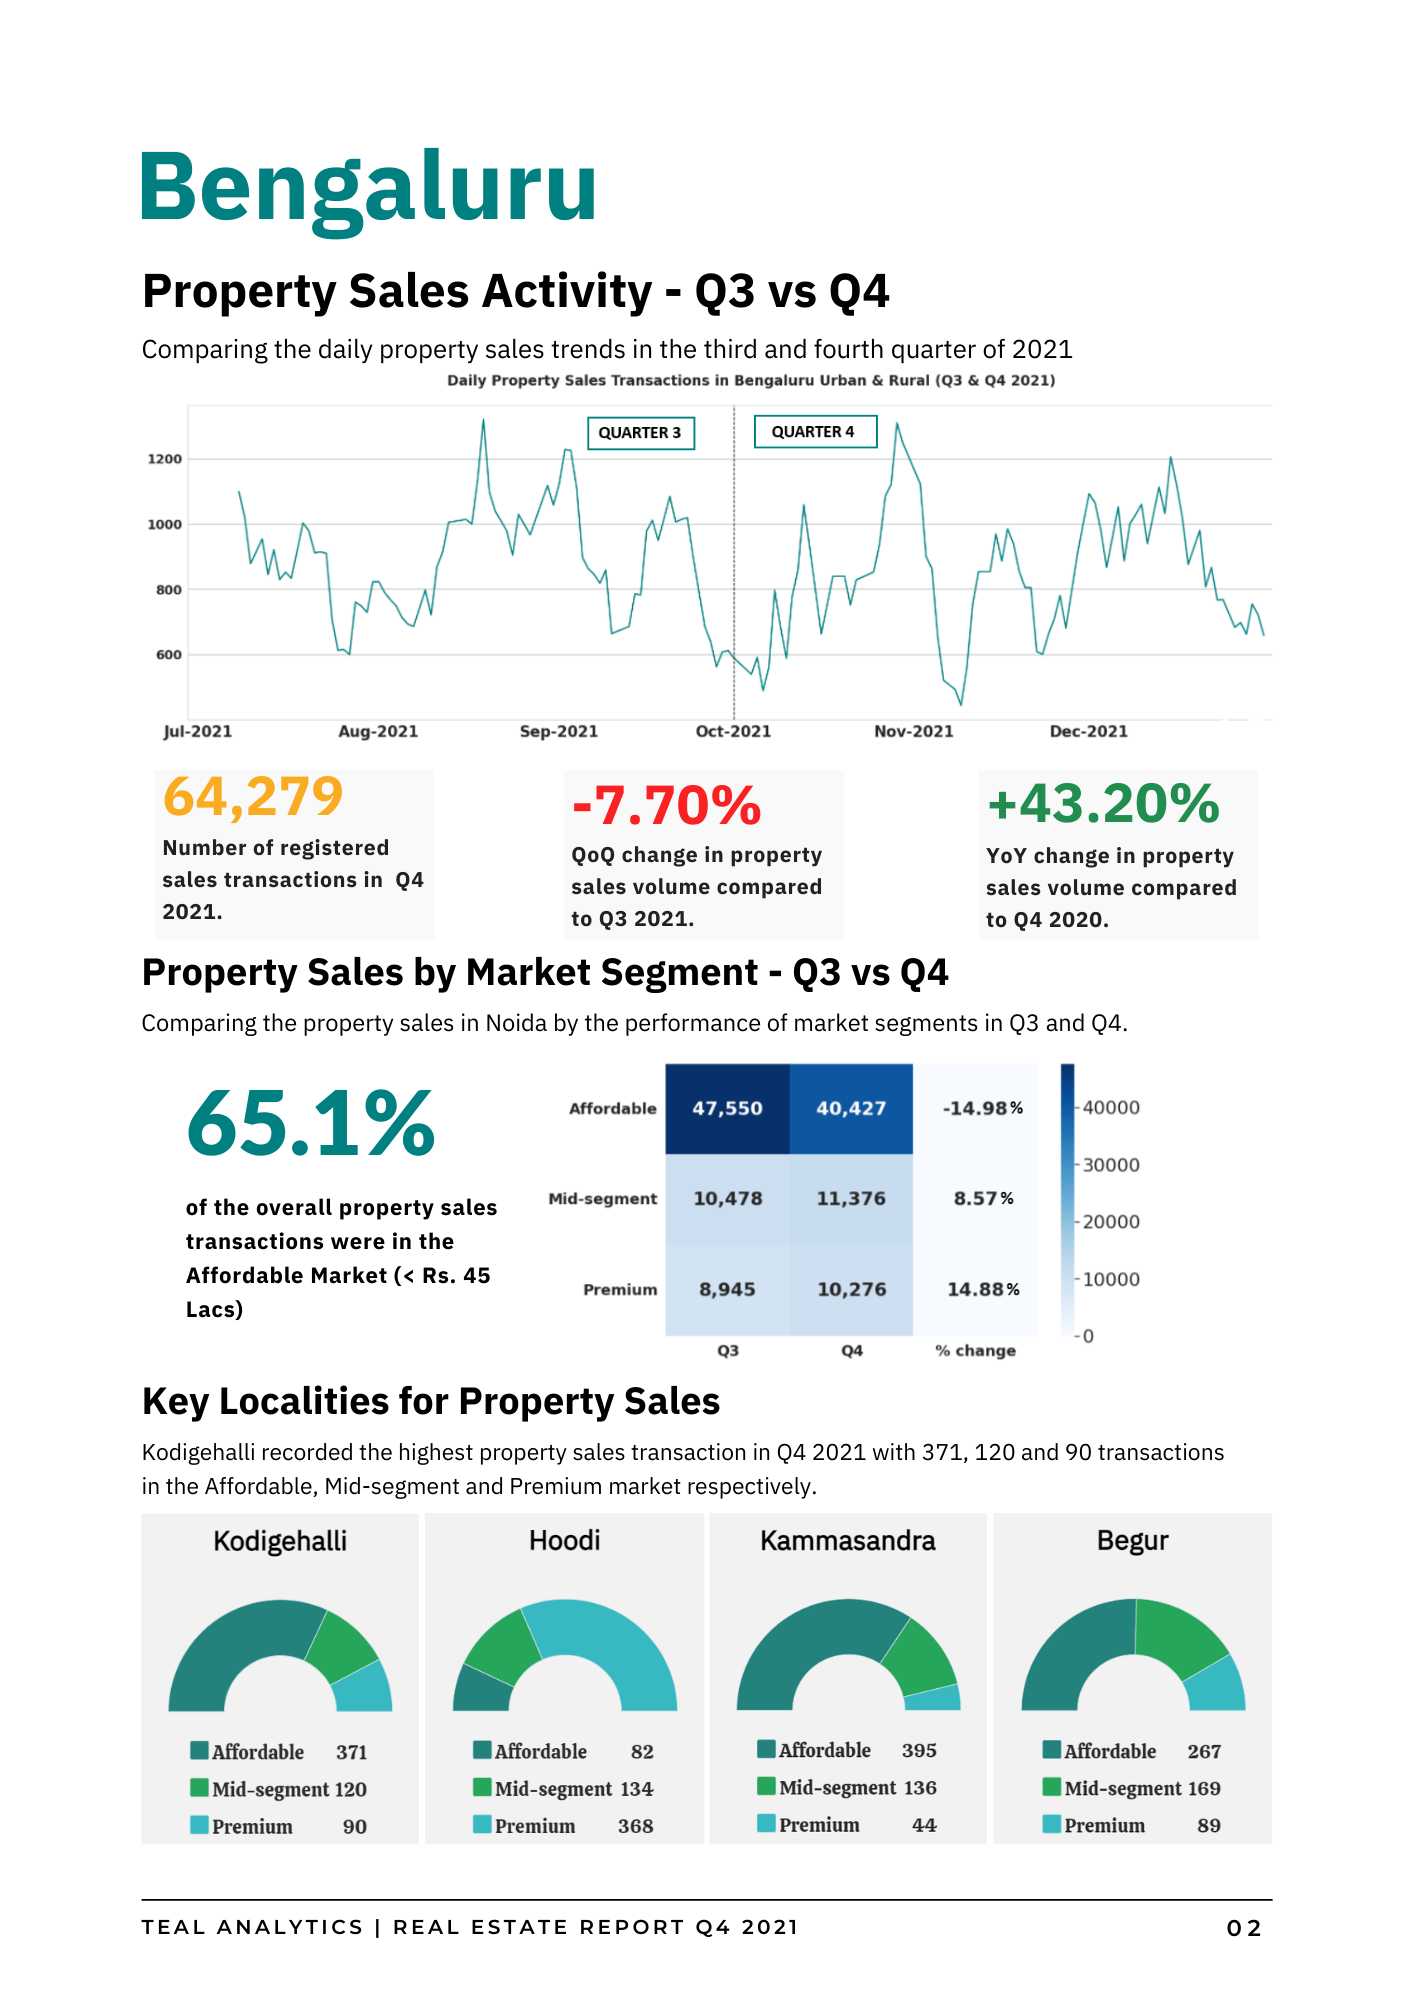 Bengaluru
Property Sales Activity - Q3 vs Q4
Comparing the daily property sales trends in the third and fourth quarter of 2021
Daily Property Sales Transactions in Bengaluru Urban & Rural (Q3 & Q4 2021)
QUARTER 3
QUARTER 4
1200
1000
800
600
Jul-2021
Aug-2021
Sep-2021
Oct-2021
Nov-2021
Dec-2021
64,279
Number of registered
sales transactions in Q4
2021.
-7.70%
QoQ change in property
sales volume compared
to Q3 2021.
+43.20%
YoY change in property
sales volume compared
to Q4 2020.
Property Sales by Market Segment - Q3 vs Q4
Comparing the property sales in Noida by the performance of market segments in Q3 and Q4.
65.1%
of the overall property sales
transactions were in the
Affordable Market (< Rs. 45
Lacs)
Affordable 47,550 40,427 -14.98%
Mid-segment 10,478 11,376 8.57%
Premium 8,945 10,276 14.88%
Q3 Q4 % change
40000
30000
20000
10000
0
Key Localities for Property Sales
Kodigehalli recorded the highest property sales transaction in Q4 2021 with 371, 120 and 90 transactions
in the Affordable, Mid-segment and Premium market respectively.
Kodigehalli
Affordable 371
Mid-segment 120
Premium 90
Hoodi
Affordable 82
Mid-segment 134
Premium 368
Kammasandra
Affordable 395
Mid-segment 136
Premium 44
Begur
Affordable 267
Mid-segment 169
Premium 89
TEAL ANALYTICS | REAL ESTATE REPORT Q4 2021
02